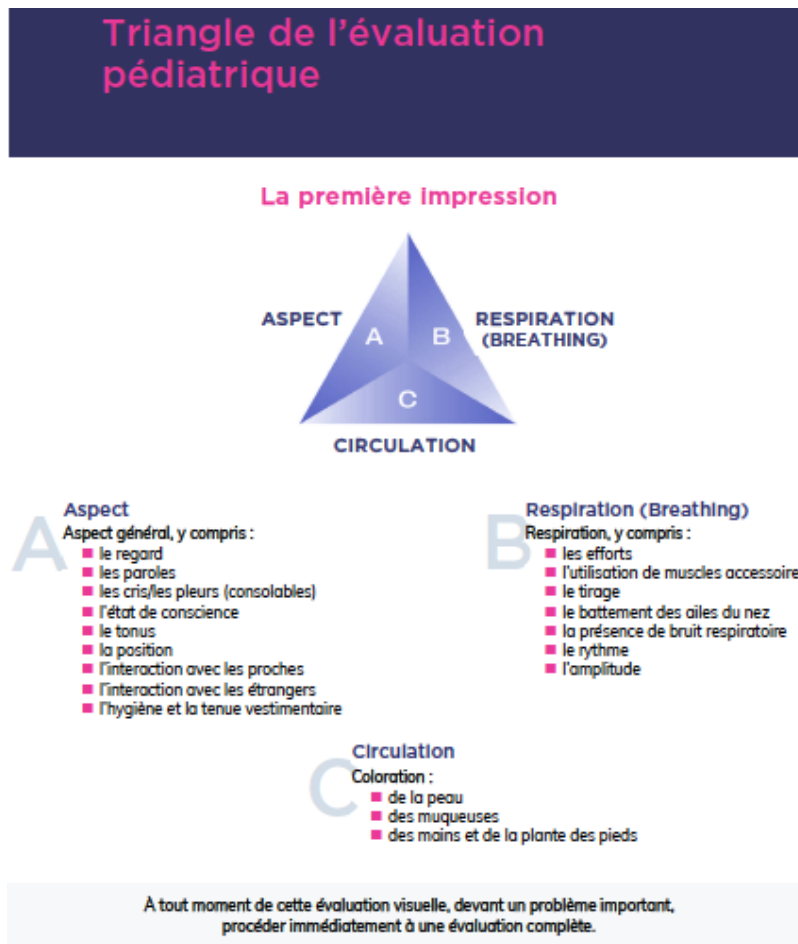 Triangle de l'évaluation
pédiatrique
La première impression
ASPECT
A
B
RESPIRATION
(BREATHING)
C
CIRCULATION
A
Aspect
Aspect général, y compris :
le regard
les paroles
les cris/les pleurs (consolables)
l'état de conscience
le tonus
la position
l'interaction avec les proches
l'interaction avec les étrangers
l'hygiène et la tenue vestimentaire
B
Respiration (Breathing)
Respiration, y compris :
les efforts
l'utilisation de muscles accessoire
le tirage
le battement des ailes du nez
la présence de bruit respiratoire
le rythme
l'amplitude
C
Circulation
Coloration :
de la peau
des muqueuses
des mains et de la plante des pieds
À tout moment de cette évaluation visuelle, devant un problème important,
procéder immédiatement à une évaluation complète.